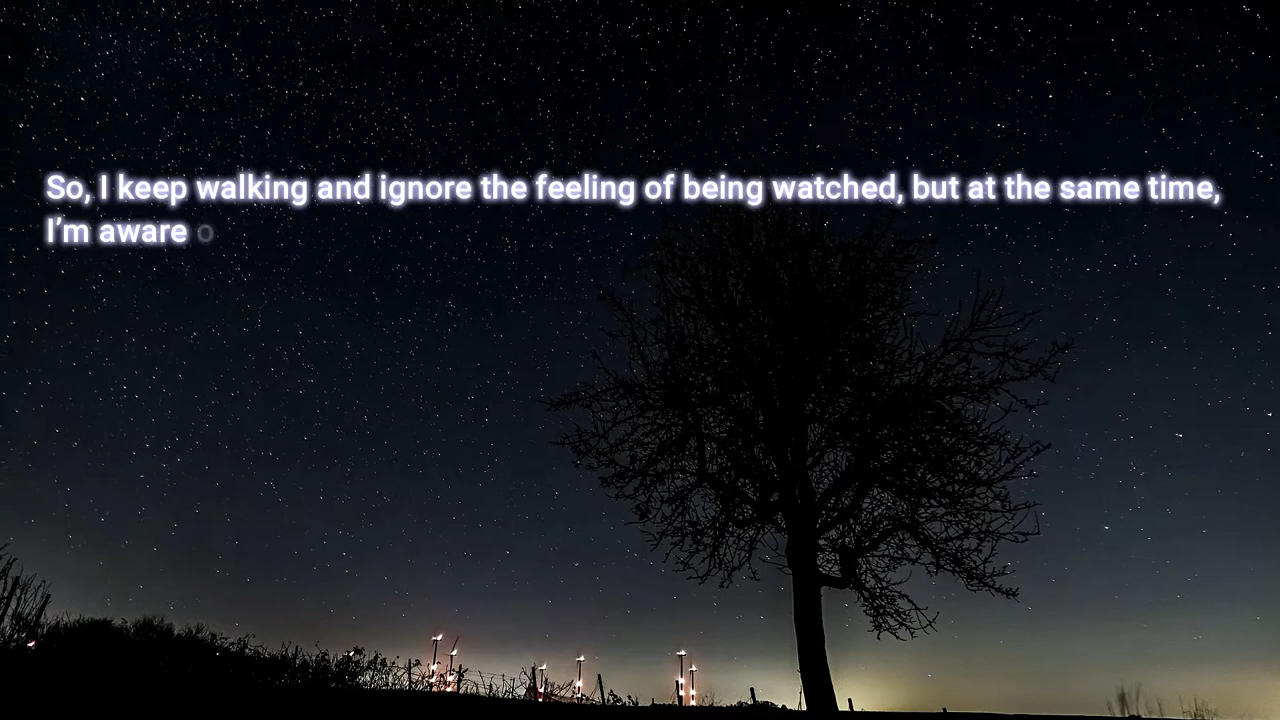 So, I keep walking and ignore the feeling of being watched, but at the same time,
I’m aware o